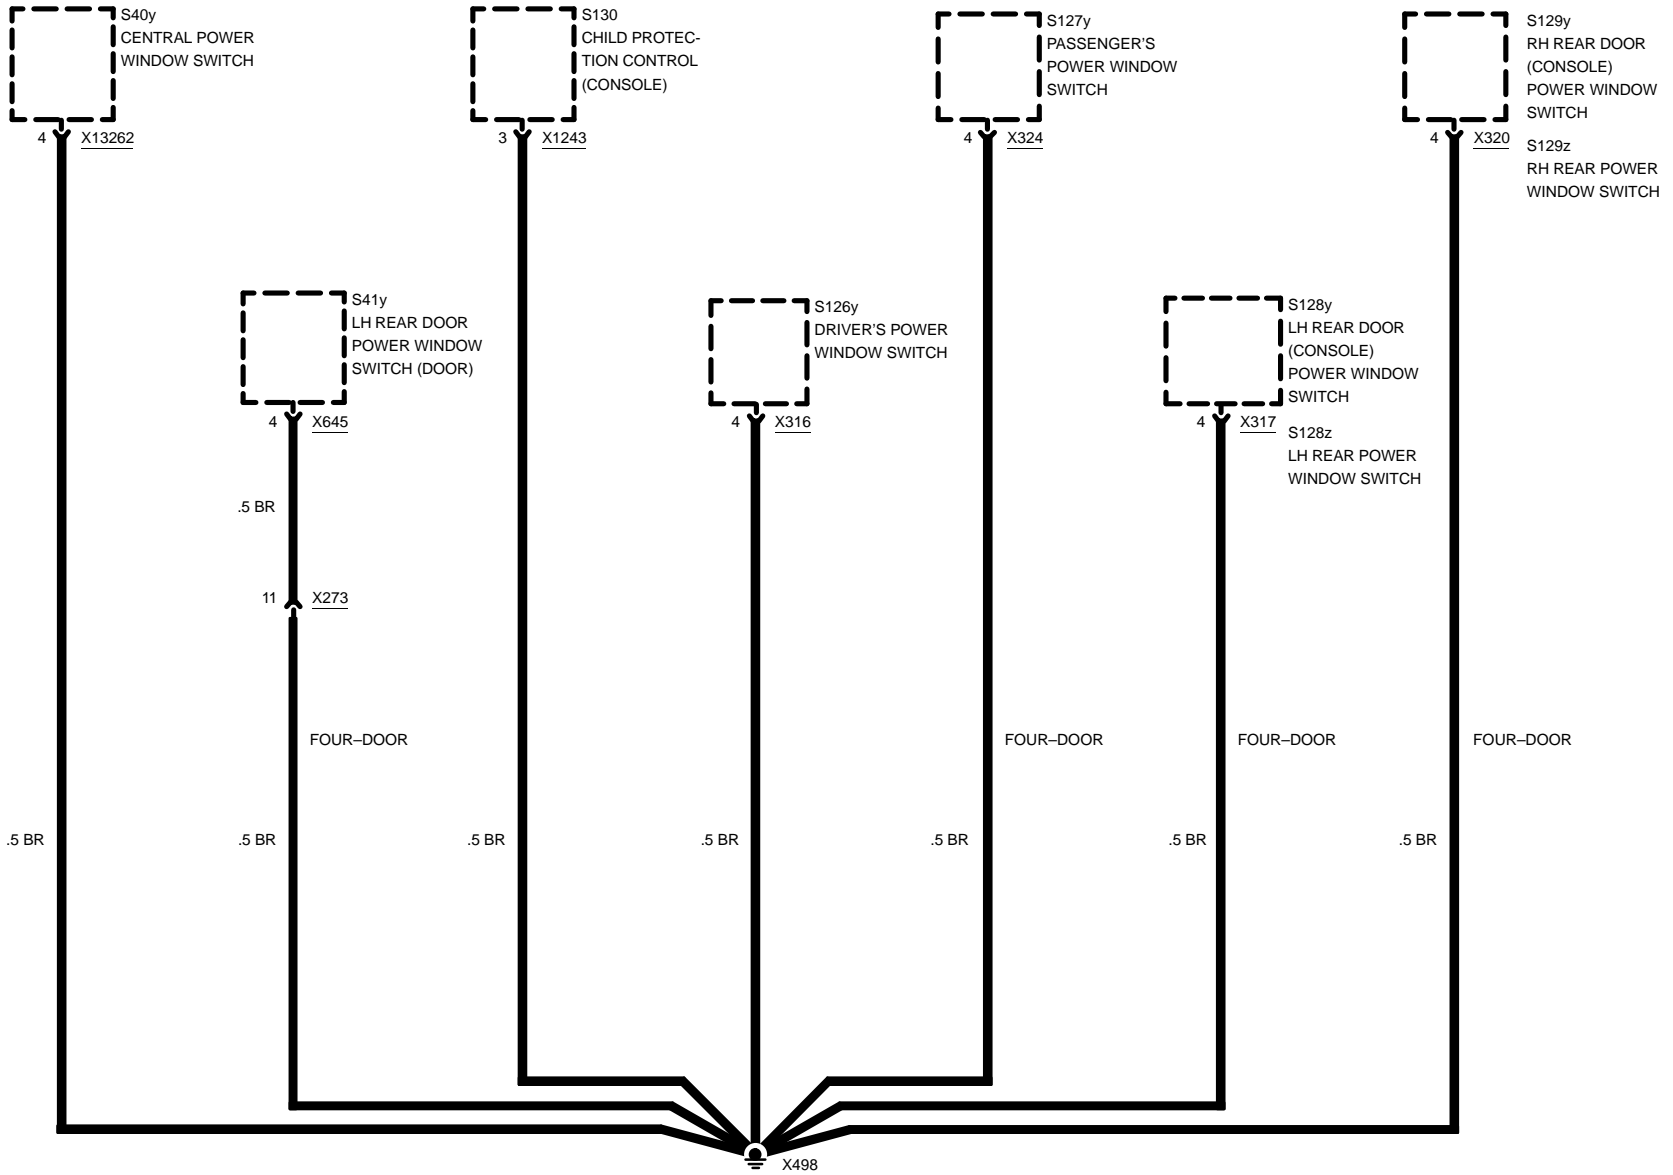 S40y
CENTRAL POWER
WINDOW SWITCH
4 X13262
S130
CHILD PROTEC-
TION CONTROL
(CONSOLE)
3 X1243
S127y
PASSENGER'S
POWER WINDOW
SWITCH
4 X324
S129y
RH REAR DOOR
(CONSOLE)
POWER WINDOW
SWITCH
4 X320
S129z
RH REAR POWER
WINDOW SWITCH
S41y
LH REAR DOOR
POWER WINDOW
SWITCH (DOOR)
4 X645
S126y
DRIVER'S POWER
WINDOW SWITCH
4 X316
S128y
LH REAR DOOR
(CONSOLE)
POWER WINDOW
SWITCH
4 X317
S128z
LH REAR POWER
WINDOW SWITCH
.5 BR
11 X273
FOUR–DOOR
FOUR–DOOR
FOUR–DOOR
FOUR–DOOR
.5 BR
.5 BR
.5 BR
.5 BR
.5 BR
.5 BR
.5 BR
X498